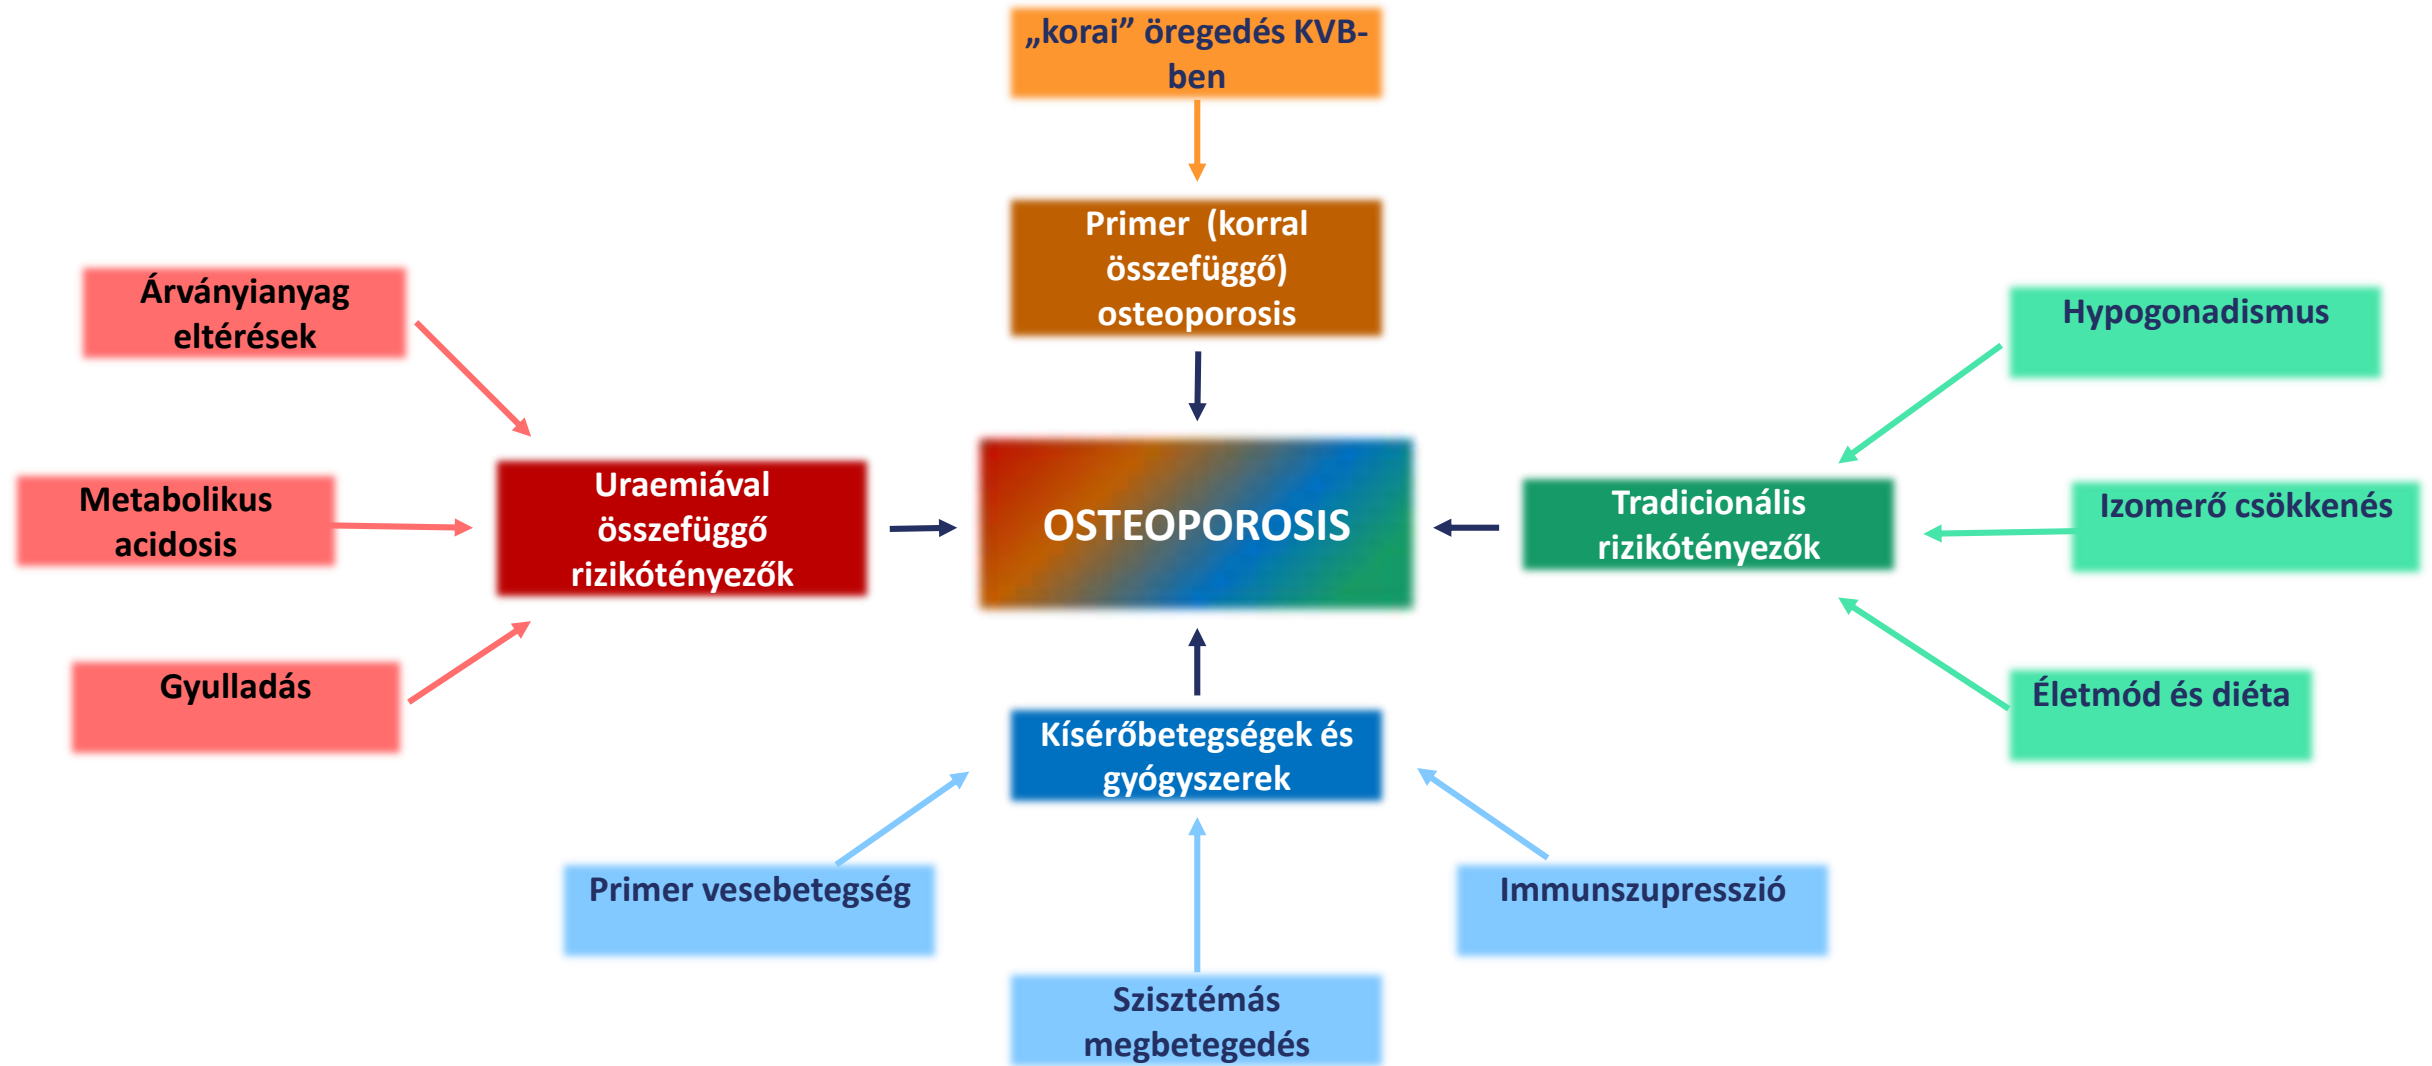 „korai” öregedés KVB-
ben
Primer (korral
összefüggő)
osteoporosis
Árványianyag
eltérések
Metabolikus
acidosis
Gyulladás
Uraemiával
összefüggő
rizikótényezők
OSTEOPOROSIS
Tradicionális
rizikótényezők
Hypogonadismus
Izomerő csökkenés
Életmód és diéta
Kísérőbetegségek és
gyógyszerek
Primer vesebetegség
Szisztémás
megbetegedés
Immunszupresszió